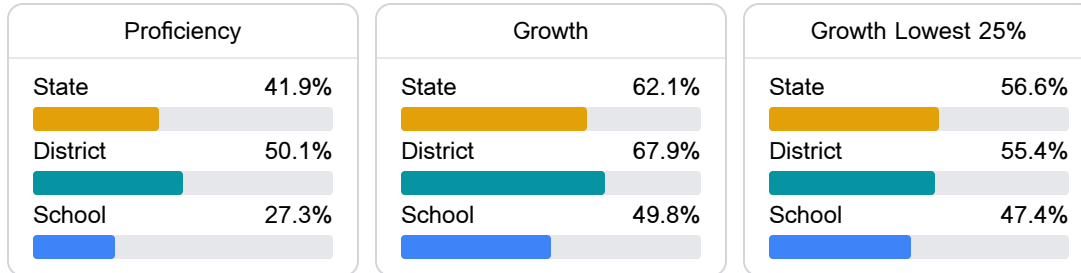 Proficiency
State 41.9%
District 50.1%
School 27.3%
Growth
State 62.1%
District 67.9%
School 49.8%
Growth Lowest 25%
State 56.6%
District 55.4%
School 47.4%